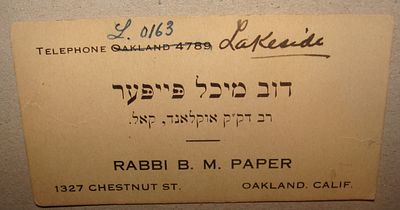 L. 0163
TELEPHONE OAKLAND 4789 Lakeside
דוב מיכל פייפער
רב דק״ק אוקלאנד, קאל.
RABBI B. M. PAPER
1327 CHESTNUT ST. OAKLAND. CALIF.